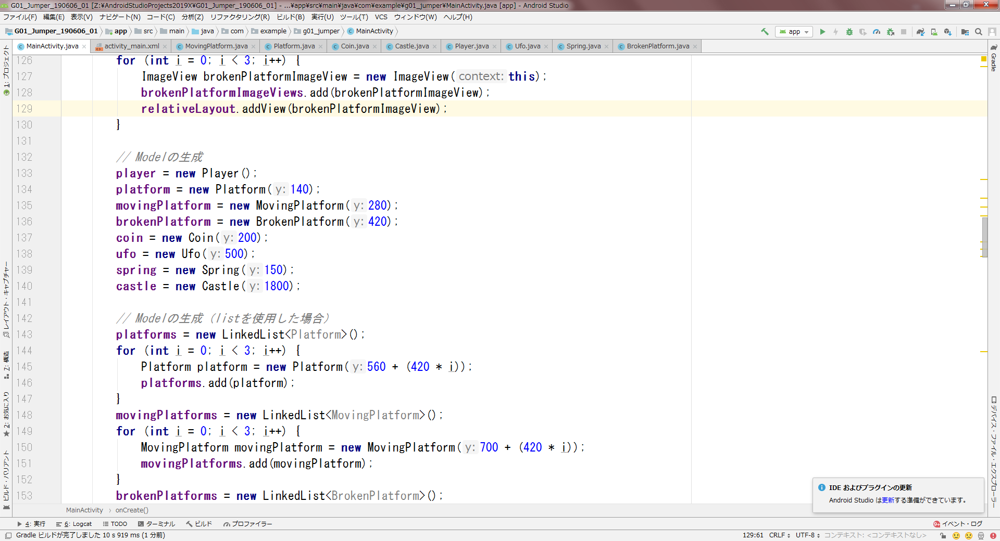 G01_Jumper_190606_01 [Z:¥AndroidStudioProjects2019X¥G01_Jumper_190606_01] - ...¥app¥src¥main¥java¥com¥example¥g01_jumper¥MainActivity.java [app] - Android Studio
ファイル(F) 編集(E) 表示(V) ナビゲート(N) コード(C) 分析(Z) リファクタリング(R) ビルド(B) 実行(U) ツール(T) VCS ウィンドウ(W) ヘルプ(H)
G01_Jumper_190606_01 app src main java com example g01_jumper MainActivity app
MainActivity.java activity_main.xml MovingPlatform.java Platform.java Coin.java Castle.java Player.java Ufo.java Spring.java BrokenPlatform.java
1: プロジェクト
レイアウト・キャプチャー
7: 構造
2: お気に入り
ビルド・バリアント
126 for (int i = 0; i < 3; i++) {
127 ImageView brokenPlatformImageView = new ImageView( context: this);
128 brokenPlatformImageViews.add(brokenPlatformImageView);
129 relativeLayout.addView(brokenPlatformImageView);
130 }
131
132 // Modelの生成
133 player = new Player();
134 platform = new Platform( y: 140);
135 movingPlatform = new MovingPlatform( y: 280);
136 brokenPlatform = new BrokenPlatform( y: 420);
137 coin = new Coin( y: 200);
138 ufo = new Ufo( y: 500);
139 spring = new Spring( y: 150);
140 castle = new Castle( y: 1800);
141
142 // Modelの生成（listを使用した場合）
143 platforms = new LinkedList<Platform>();
144 for (int i = 0; i < 3; i++) {
145 Platform platform = new Platform( y: 560 + (420 * i));
146 platforms.add(platform);
147 }
148 movingPlatforms = new LinkedList<MovingPlatform>();
149 for (int i = 0; i < 3; i++) {
150 MovingPlatform movingPlatform = new MovingPlatform( y: 700 + (420 * i));
151 movingPlatforms.add(movingPlatform);
152 }
153 brokenPlatforms = new LinkedList<BrokenPlatform>();
Gradle
デバイス・ファイル・エクスプローラー
IDE およびプラグインの更新
Android Studio は更新する準備ができています。
MainActivity › onCreate()
4: 実行 6: Logcat TODO ターミナル ビルド プロファイラー 9+ イベント・ログ
Gradle ビルドが完了しました 10 s 919 ms (1 分前) 129:61 CRLF UTF-8 コンテキスト: <コンテキストなし>